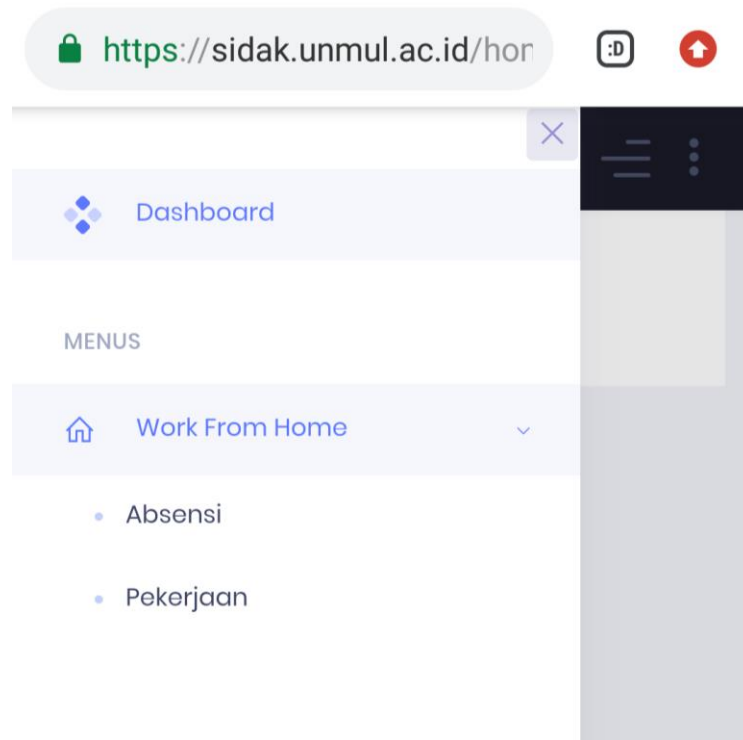 https://sidak.unmul.ac.id/hon
:D
Dashboard
MENUS
Work From Home
Absensi
Pekerjaan